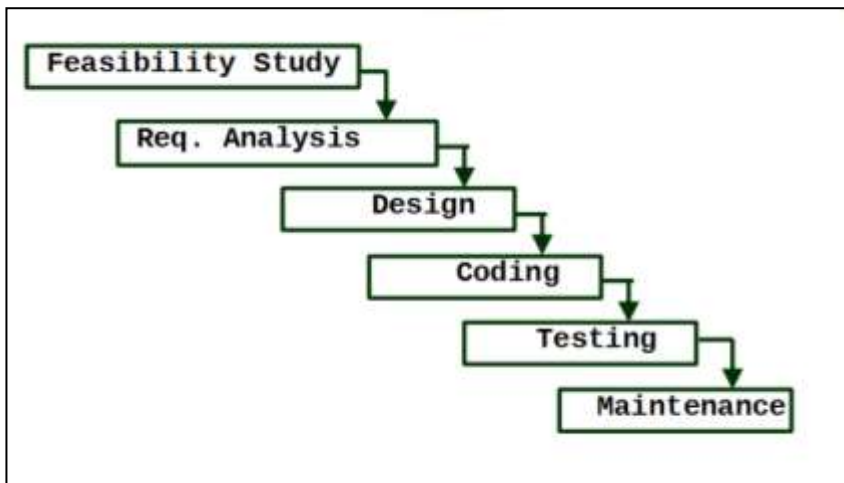 Feasibility Study
Req. Analysis
Design
Coding
Testing
Maintenance